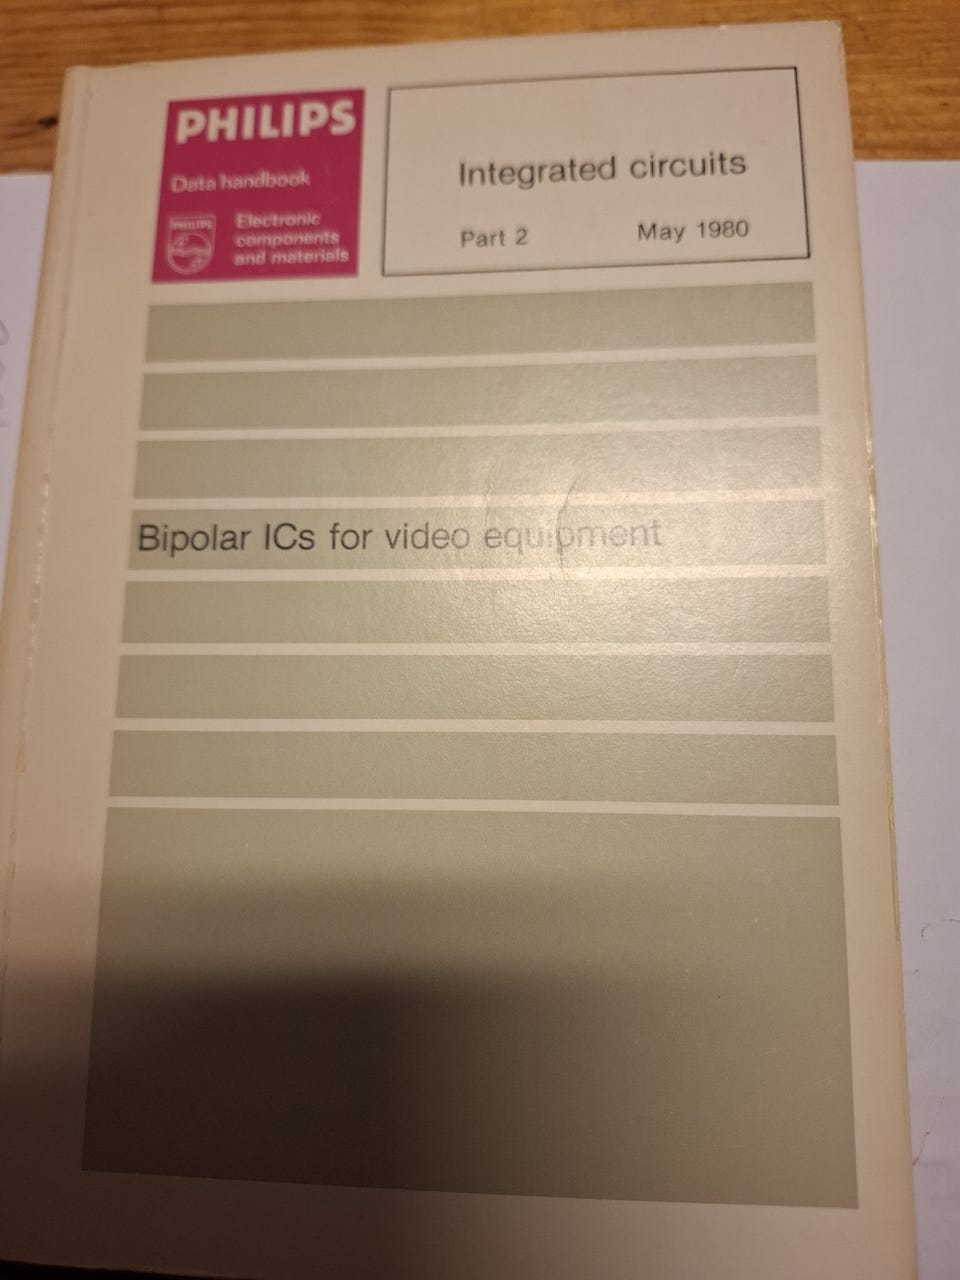 PHILIPS
Data handbook
PHILIPS
Electronic
components
and materials
Integrated circuits
Part 2 May 1980
Bipolar ICs for video equipment